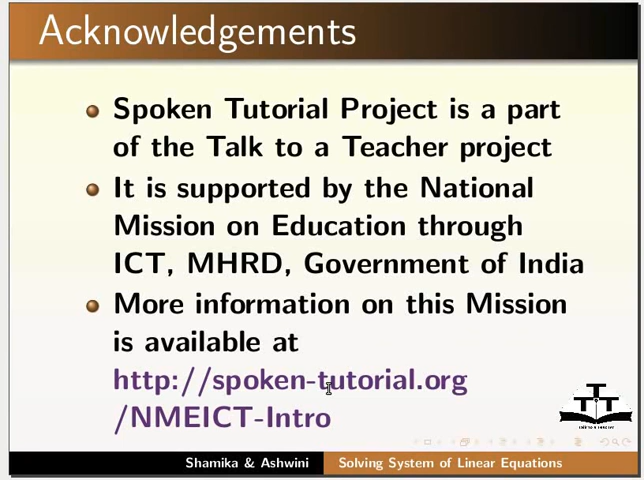 Acknowledgements
Spoken Tutorial Project is a part
of the Talk to a Teacher project
It is supported by the National
Mission on Education through
ICT, MHRD, Government of India
More information on this Mission
is available at
http://spoken-tutorial.org
/NMEICT-Intro
Shamika & Ashwini
Solving System of Linear Equations